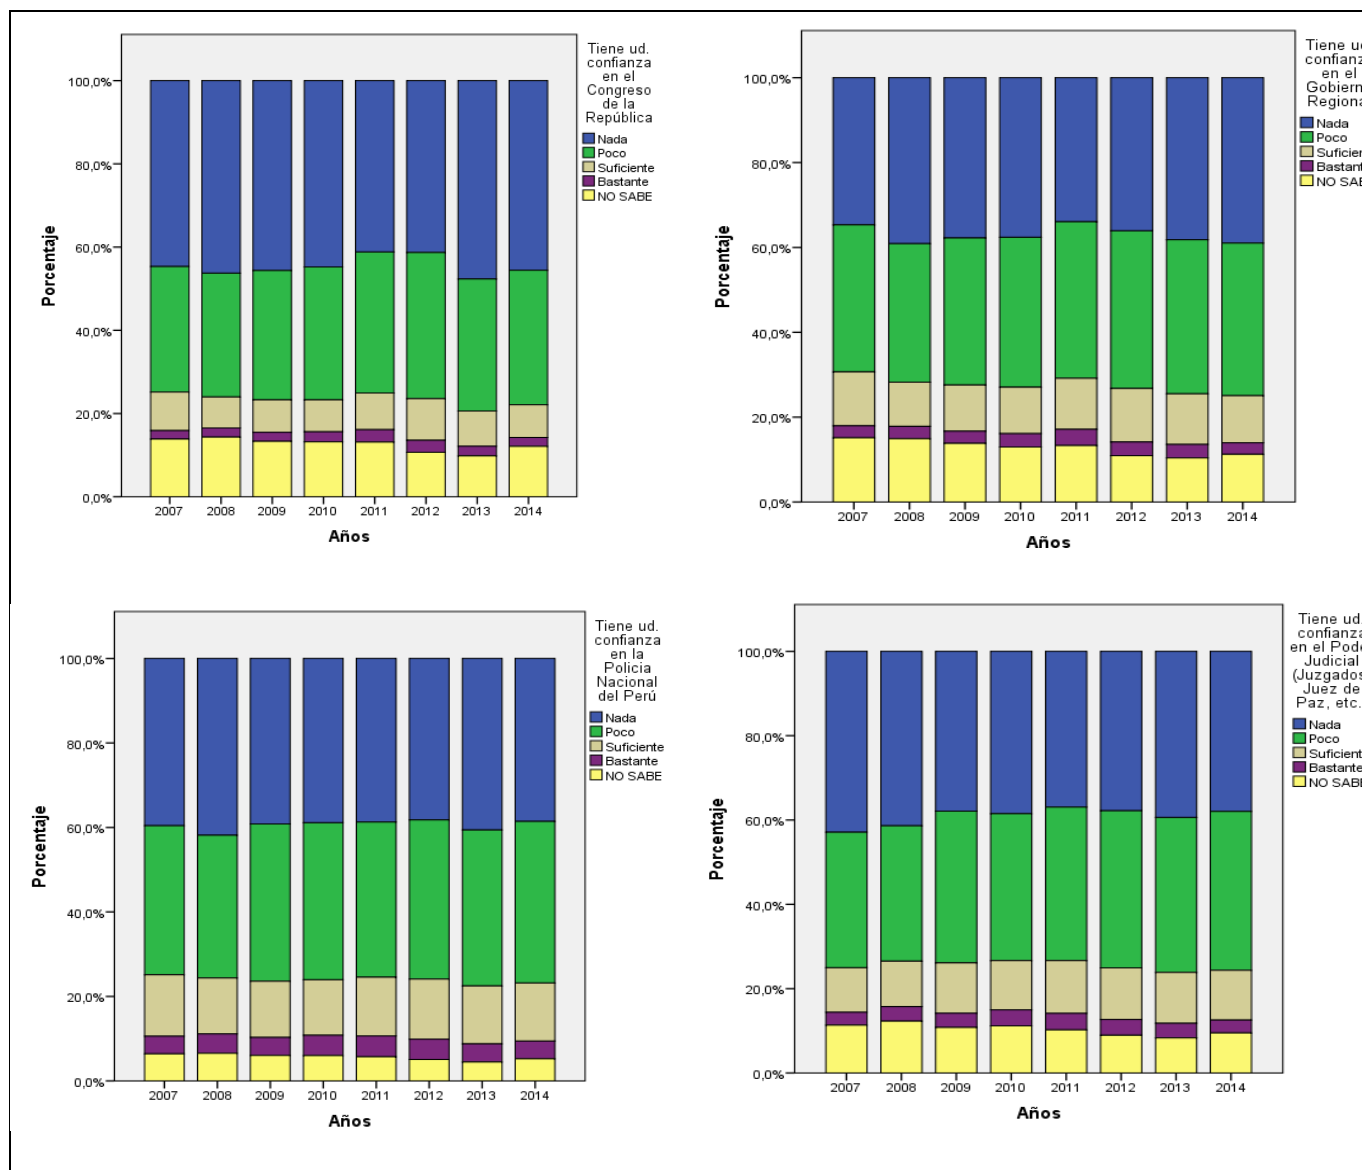 Tiene ud.
confianza
en el
Congreso
de la
República
Nada
Poco
Suficiente
Bastante
NO SABE
100,0%
80,0%
60,0%
40,0%
20,0%
0,0%
Porcentaje
2007 2008 2009 2010 2011 2012 2013 2014
Años
Tiene ud
confianz
en el
Gobiern
Regiona
Nada
Poco
Suficien
Bastant
NO SABE
100,0%
80,0%
60,0%
40,0%
20,0%
0,0%
Porcentaje
2007 2008 2009 2010 2011 2012 2013 2014
Años
Tiene ud.
confianza
en la
Policia
Nacional
del Perú
Nada
Poco
Suficiente
Bastante
NO SABE
100,0%
80,0%
60,0%
40,0%
20,0%
0,0%
Porcentaje
2007 2008 2009 2010 2011 2012 2013 2014
Años
Tiene ud.
confianza
en el Pode
Judicial
(Juzgados
Juez de
Paz, etc.
Nada
Poco
Suficient
Bastante
NO SABE
100,0%
80,0%
60,0%
40,0%
20,0%
0,0%
Porcentaje
2007 2008 2009 2010 2011 2012 2013 2014
Años